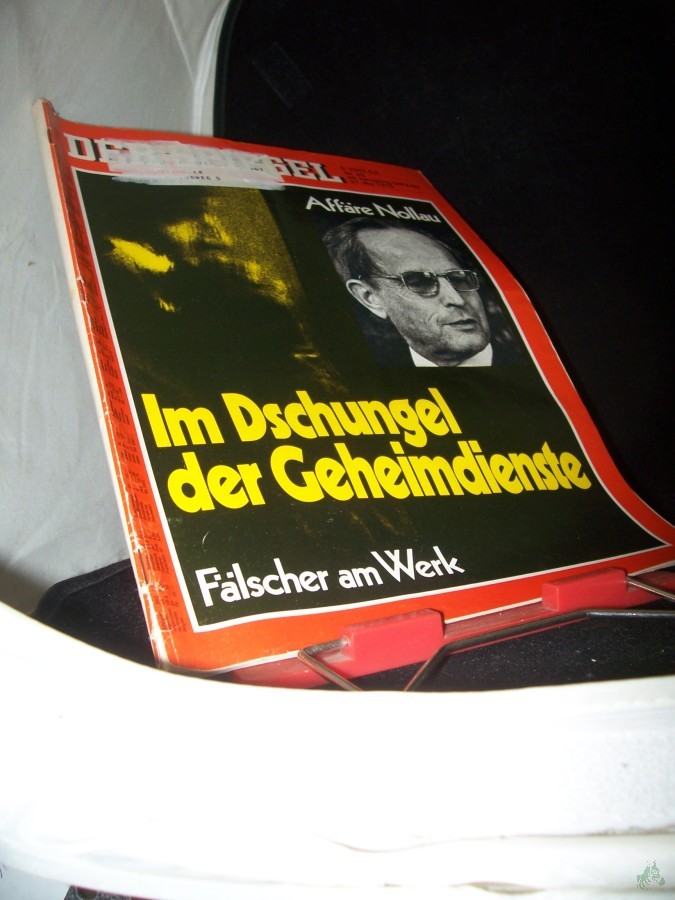 Affäre Nollau
Im Dschungel
der Geheimdienste
Fälscher am Werk